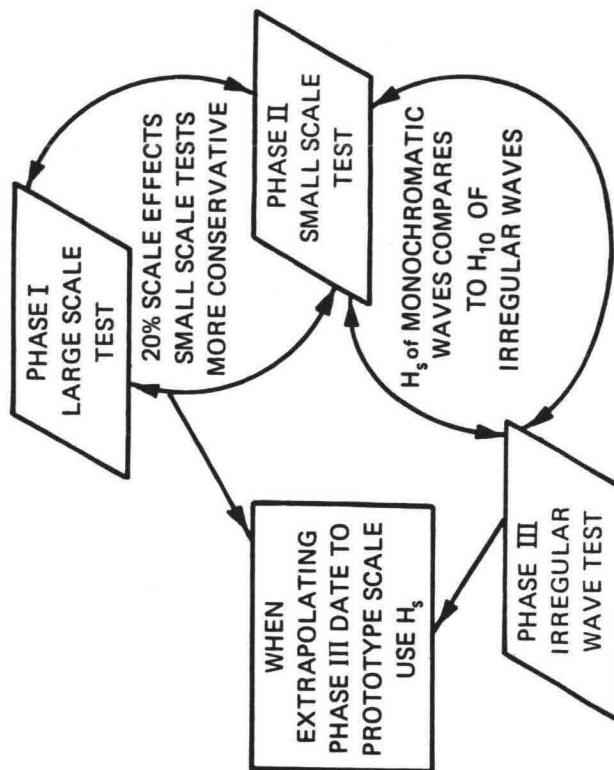 PHASE I
LARGE SCALE
TEST
20% SCALE EFFECTS
SMALL SCALE TESTS
MORE CONSERVATIVE
PHASE II
SMALL SCALE
TEST
WHEN
EXTRAPOLATING
PHASE III DATE TO
PROTOTYPE SCALE
USE Hₛ
Hₛ of MONOCHROMATIC
WAVES COMPARES
TO H₁₀ OF
IRREGULAR WAVES
PHASE III
IRREGULAR
WAVE TEST